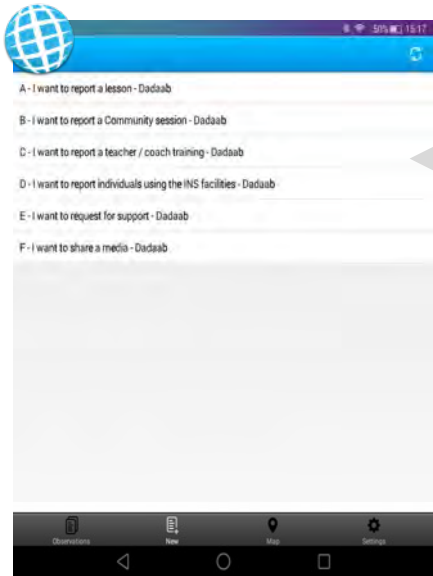 50% 15:17
A - I want to report a lesson - Dadaab
B - I want to report a Community session - Dadaab
C - I want to report a teacher / coach training - Dadaab
D - I want to report individuals using the INS facilities - Dadaab
E - I want to request for support - Dadaab
F - I want to share a media - Dadaab
Observations New Map Settings